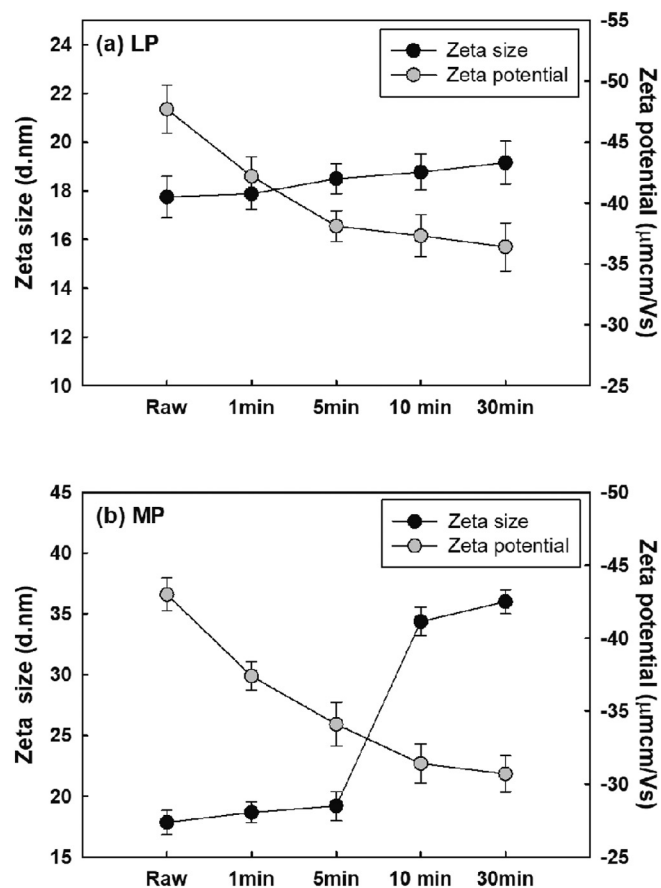 (a) LP
Zeta size
Zeta potential
24
22
20
18
16
14
12
10
Zeta size (d.nm)
-55
-50
-45
-40
-35
-30
-25
Zeta potential (μmcm/Vs)
Raw 1min 5min 10 min 30min
(b) MP
Zeta size
Zeta potential
45
40
35
30
25
20
15
Zeta size (d.nm)
-50
-45
-40
-35
-30
-25
Zeta potential (μmcm/Vs)
Raw 1min 5min 10 min 30min